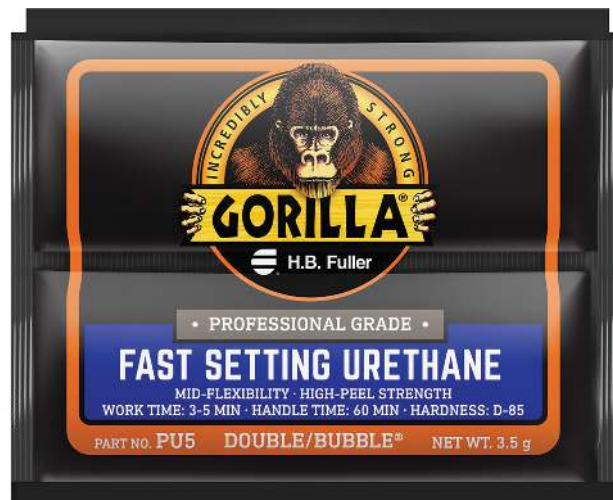 INCREDIBLY STRONG
GORILLA®
H.B. Fuller
• PROFESSIONAL GRADE •
FAST SETTING URETHANE
MID-FLEXIBILITY · HIGH-PEEL STRENGTH
WORK TIME: 3-5 MIN · HANDLE TIME: 60 MIN · HARDNESS: D-85
PART NO. PU5 DOUBLE/BUBBLE® NET WT. 3.5 g